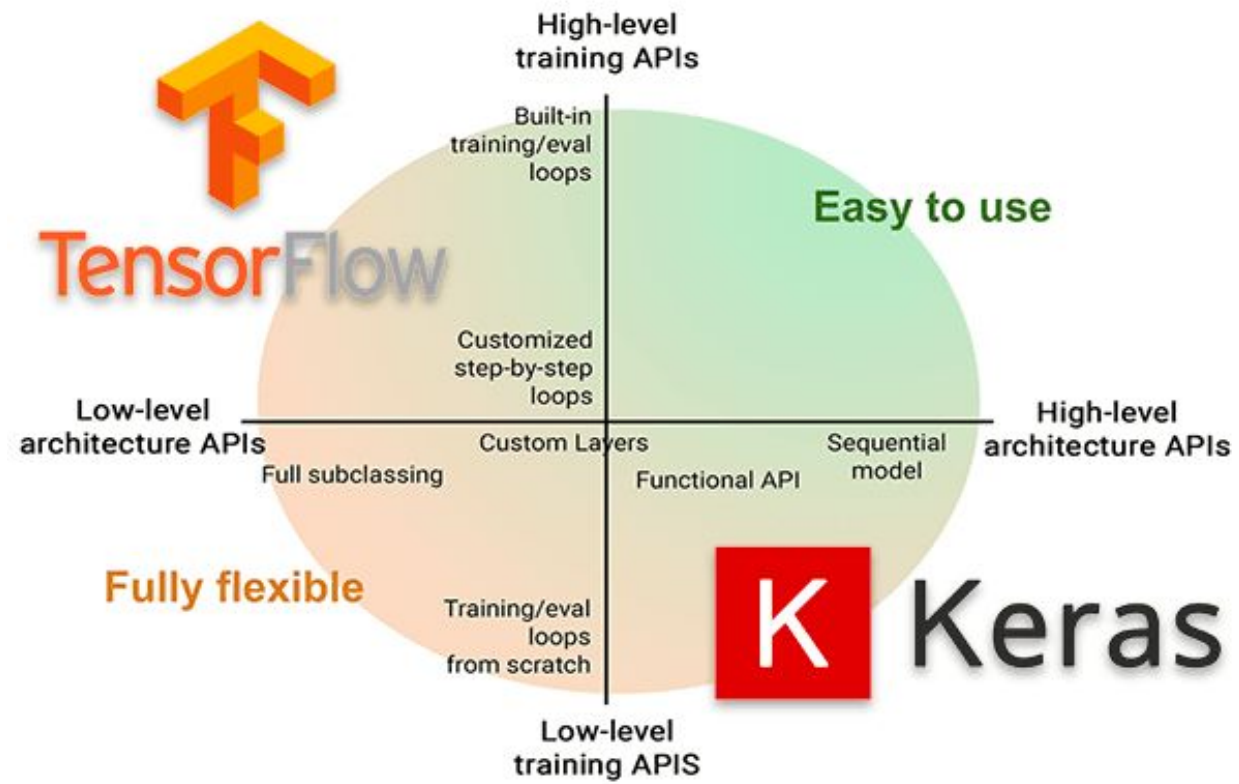 High-level
training APIs
Built-in
training/eval
loops
Easy to use
TensorFlow
Customized
step-by-step
loops
Low-level
architecture APIs
High-level
architecture APIs
Custom Layers
Sequential
model
Full subclassing
Functional API
Fully flexible
Training/eval
loops
from scratch
K Keras
Low-level
training APIS